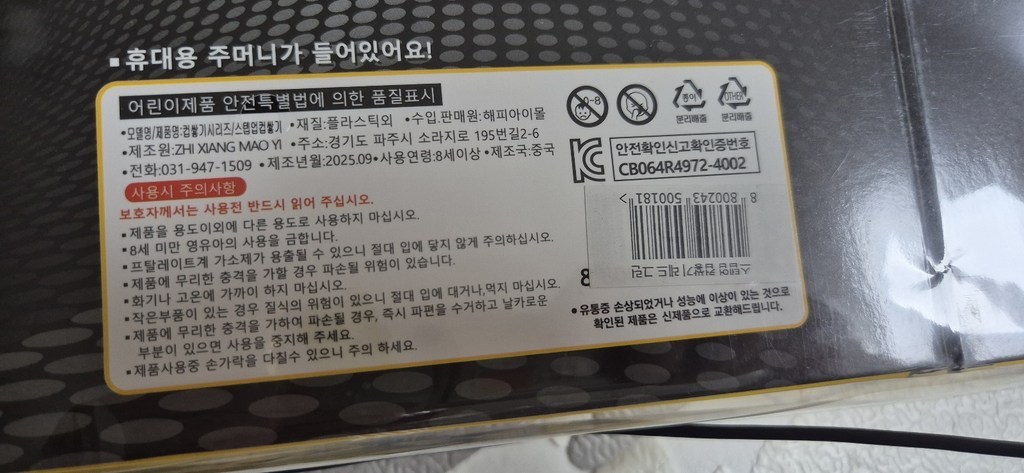 ▪ 휴대용 주머니가 들어있어요!
어린이제품 안전특별법에 의한 품질표시
•모델명/제품명:컵쌓기시리즈/스텝업컵쌓기 •재질:플라스틱외 •수입.판매원:해피아이몰
•제조원:ZHI XIANG MAO YI •주소:경기도 파주시 소라지로 195번길2-6
•전화:031-947-1509 •제조년월:2025.09 •사용연령:8세이상 •제조국:중국
사용시 주의사항
보호자께서는 사용전 반드시 읽어 주십시오.
▪제품을 용도이외에 다른 용도로 사용하지 마십시오.
▪8세 미만 영유아의 사용을 금합니다.
▪프탈레이트계 가소제가 용출될 수 있으니 절대 입에 닿지 않게 주의하십시오.
▪제품에 무리한 충격을 가할 경우 파손될 위험이 있습니다.
▪화기나 고온에 가까이 하지 마십시오.
▪작은부품이 있는 경우 질식의 위험이 있으니 절대 입에 대거나,먹지 마십시오.
▪제품에 무리한 충격을 가하여 파손될 경우, 즉시 파편을 수거하고 날카로운
부분이 있으면 사용을 중지해 주세요.
▪제품사용중 손가락을 다칠수 있으니 주의 하세요.
0-8
종이
분리배출
OTHER
분리배출
안전확인신고확인증번호
CB064R4972-4002
8 800243 500181 >
스텝업 컵쌓기 레드그린
8
•유통중 손상되었거나 성능에 이상이 있는 것으로
확인된 제품은 신제품으로 교환해드립니다.